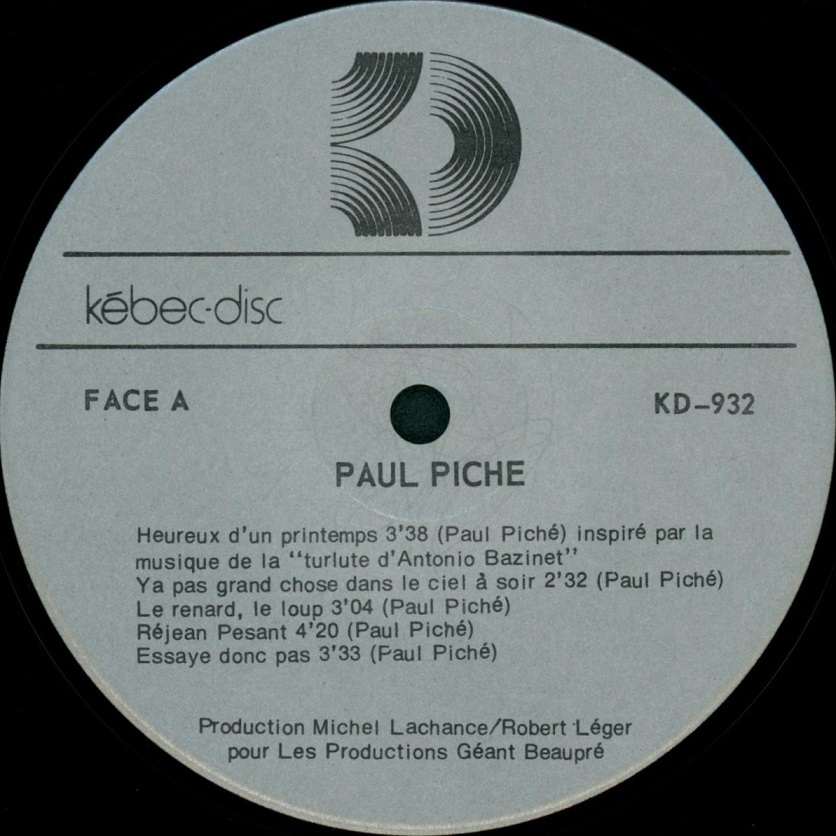 kébec-disc
FACE A
KD-932
PAUL PICHE
Heureux d'un printemps 3'38 (Paul Piché) inspiré par la
musique de la "turlute d'Antonio Bazinet"
Ya pas grand chose dans le ciel à soir 2'32 (Paul Piché)
Le renard, le loup 3'04 (Paul Piché)
Réjean Pesant 4'20 (Paul Piché)
Essaye donc pas 3'33 (Paul Piché)
Production Michel Lachance/Robert Léger
pour Les Productions Géant Beaupré